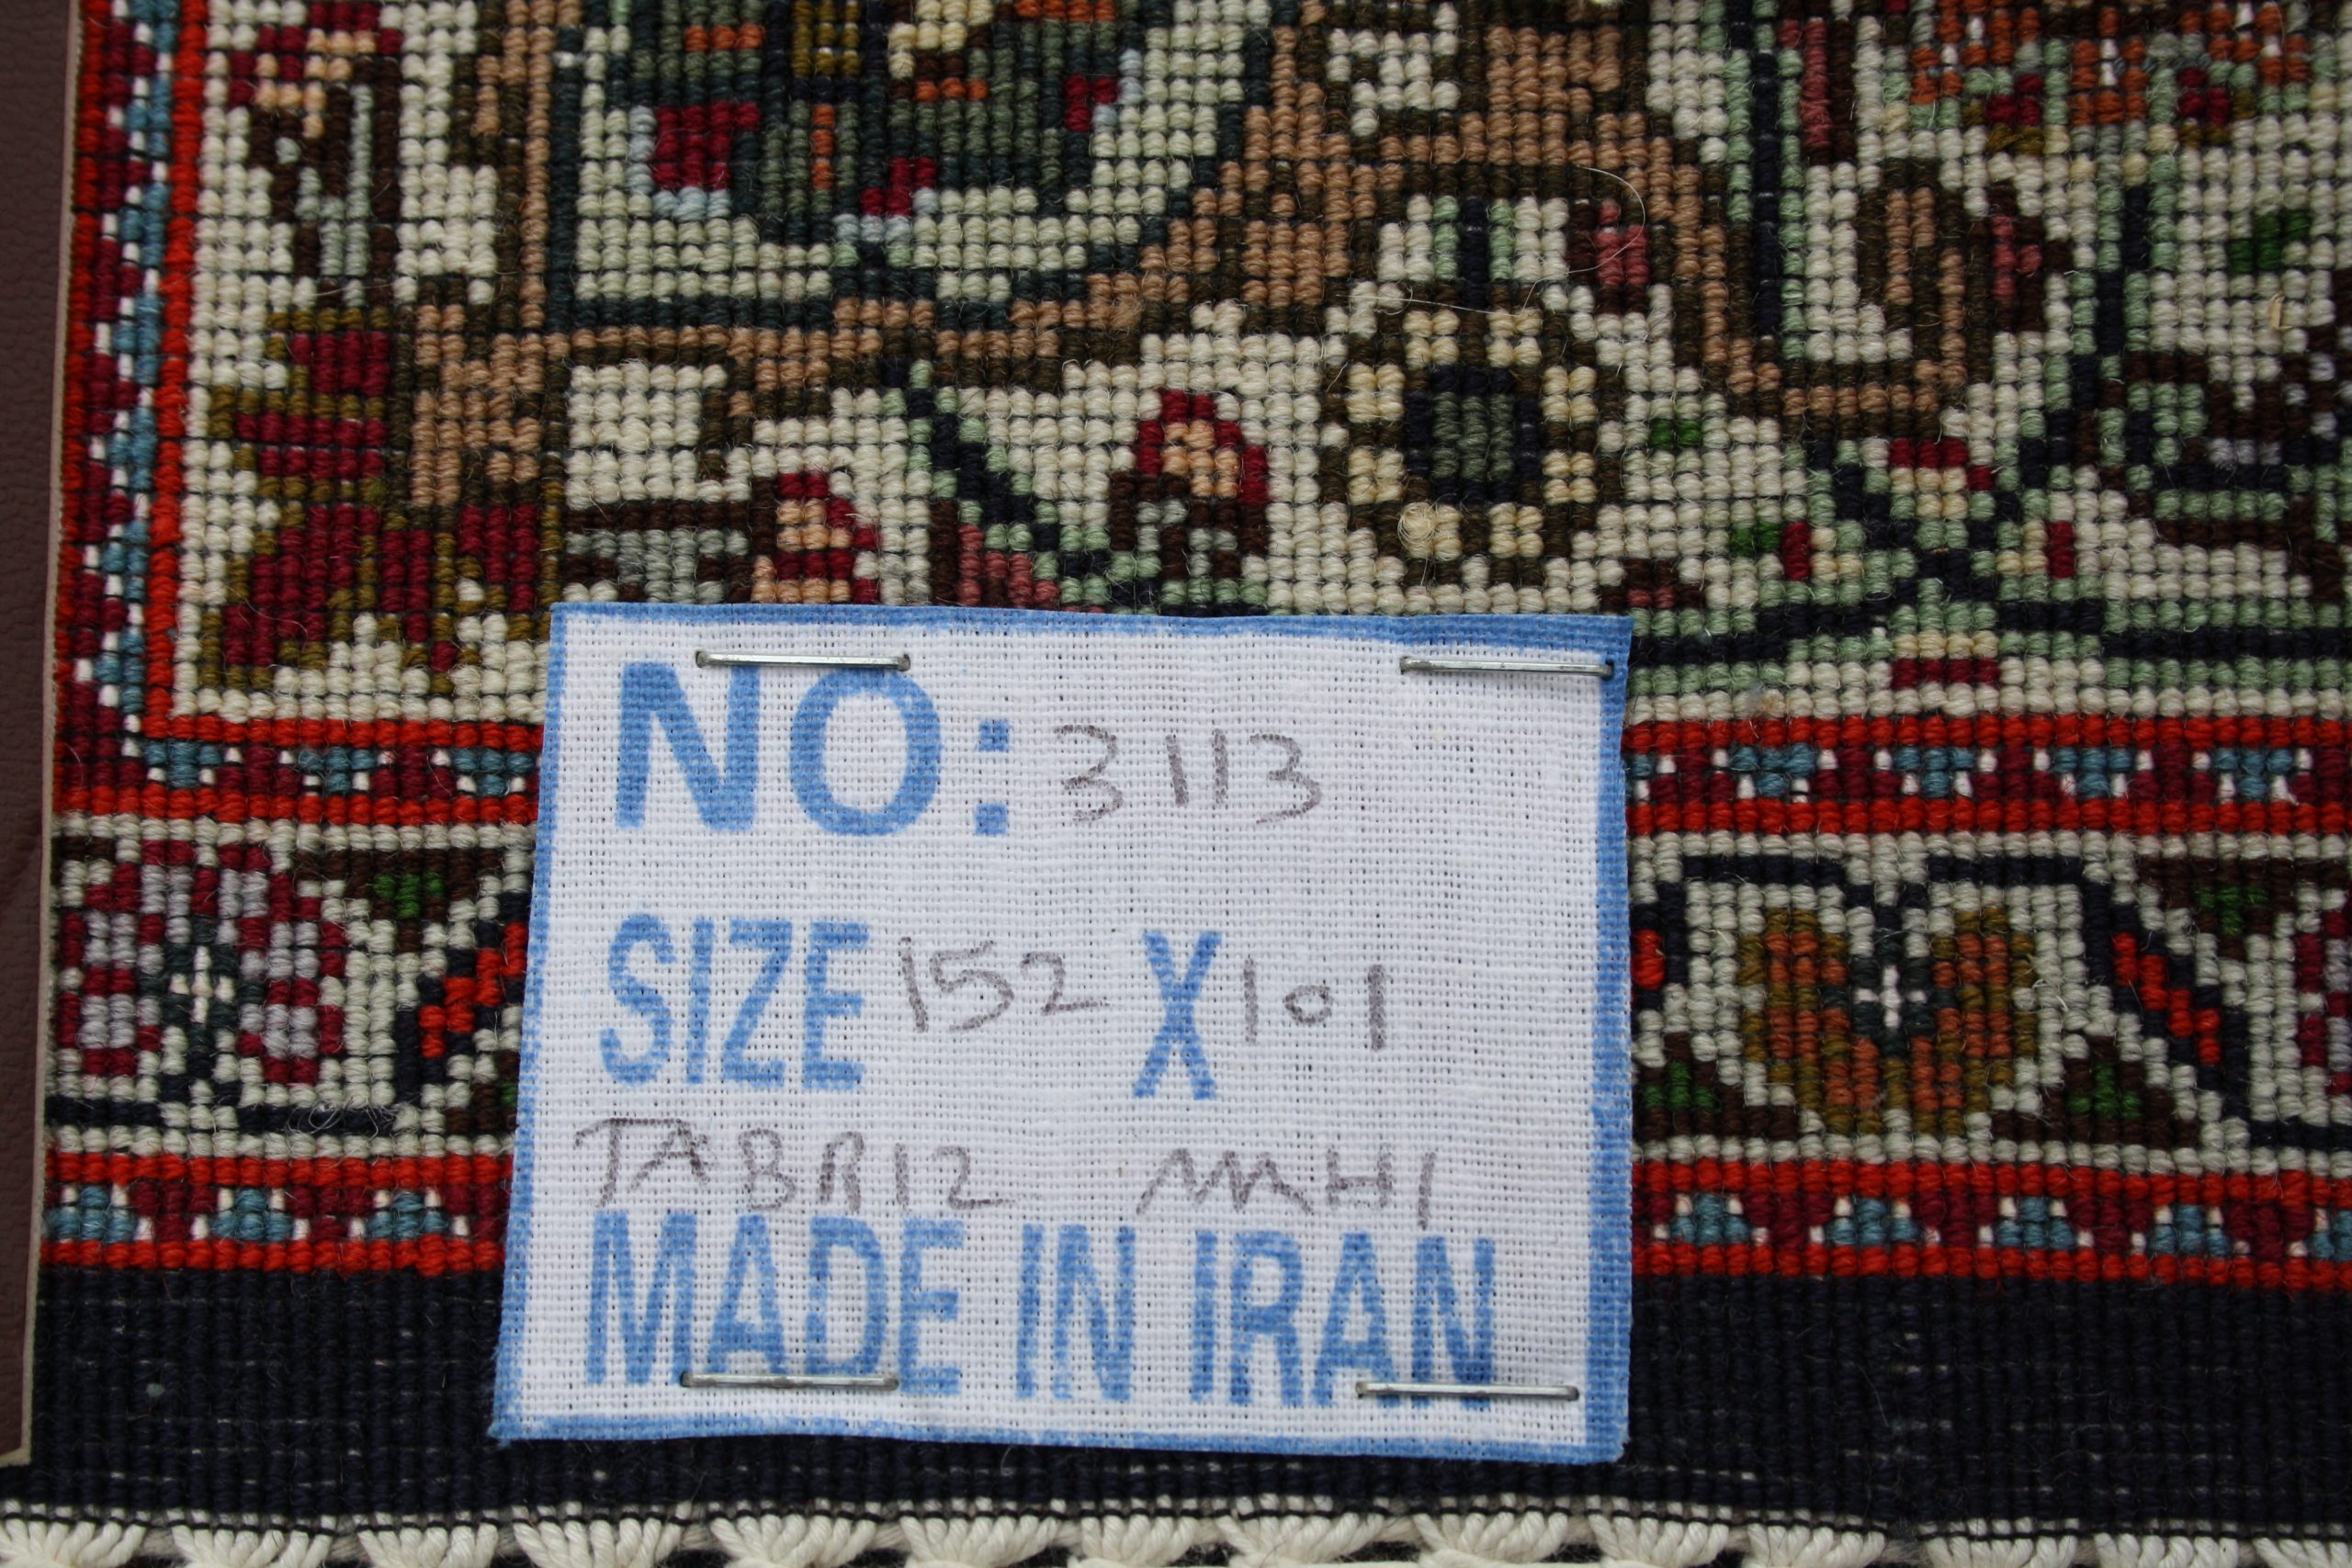 NO: 3113
SIZE 152 X 101
TABRIZ MAHI
MADE IN IRAN